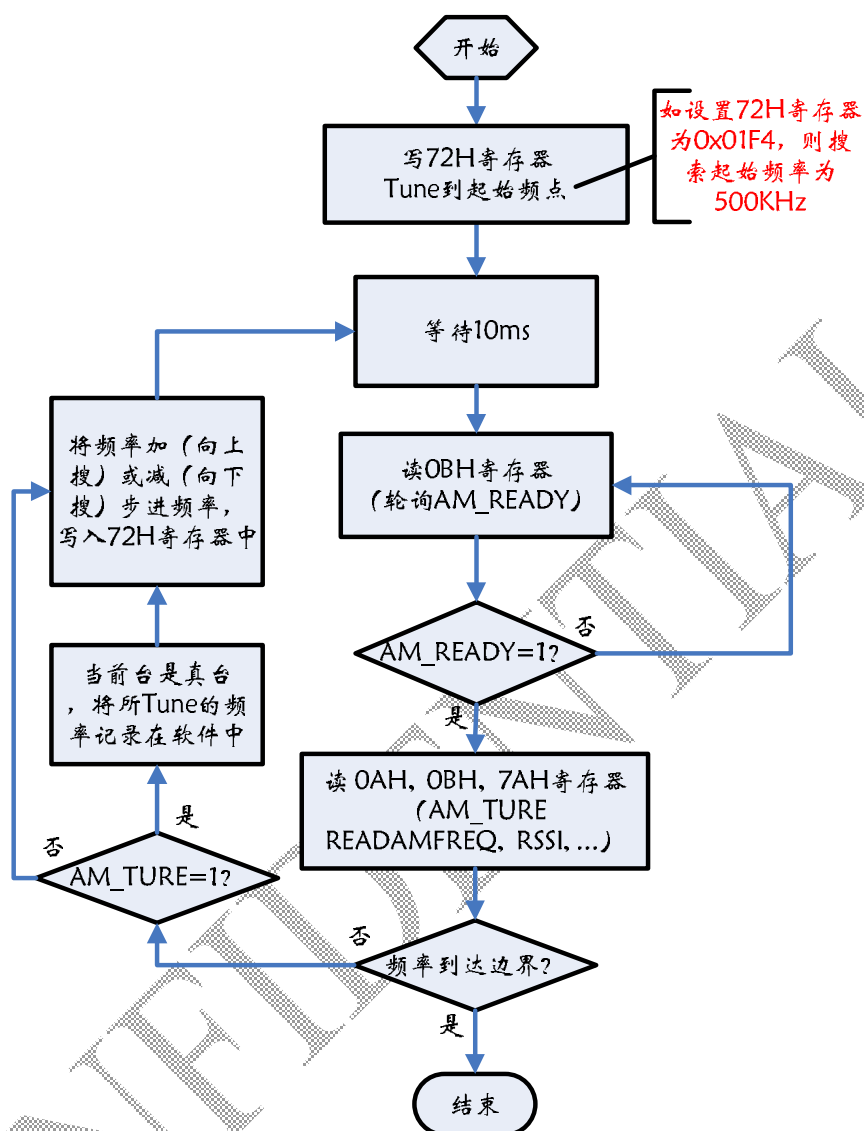 开始
写72H寄存器
Tune到起始频点
如设置72H寄存器
为0x01F4，则搜
索起始频率为
500KHz
等待10ms
将频率加（向上
搜）或减（向下
搜）步进频率，
写入72H寄存器中
读0BH寄存器
（轮询AM_READY）
AM_READY=1?
否
是
当前台是真台
，将所Tune的频
率记录在软件中
读 0AH, 0BH, 7AH寄存器
（AM_TURE
READAMFREQ, RSSI, ...）
是
否
AM_TURE=1?
否
频率到达边界?
是
结束
NFIDENTIAL